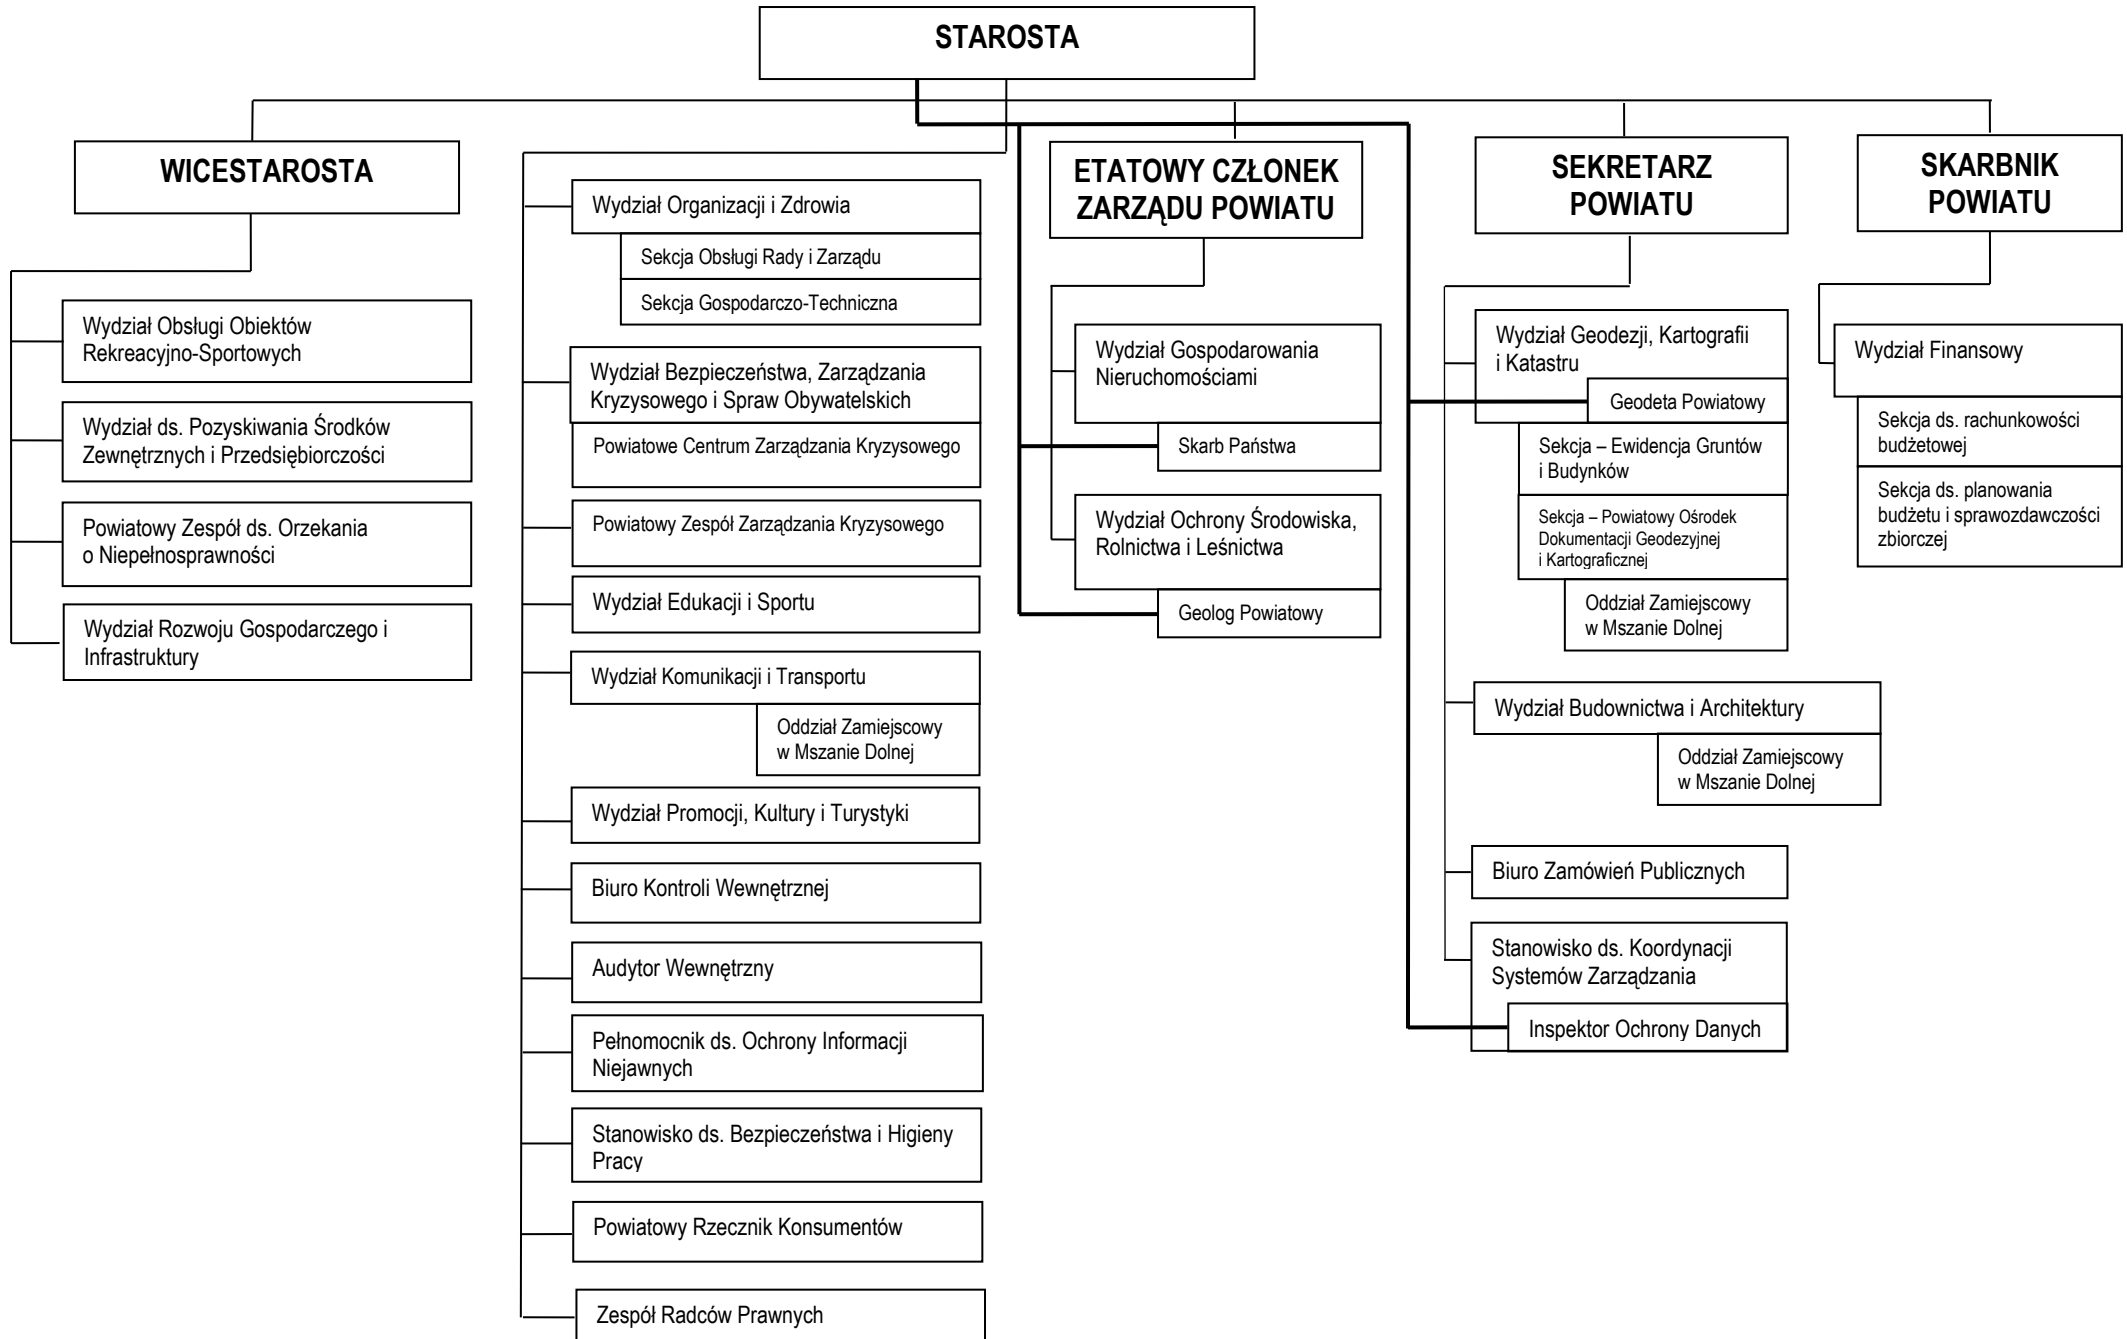 STAROSTA
WICESTAROSTA
Wydział Obsługi Obiektów
Rekreacyjno-Sportowych
Wydział ds. Pozyskiwania Środków
Zewnętrznych i Przedsiębiorczości
Powiatowy Zespół ds. Orzekania
o Niepełnosprawności
Wydział Rozwoju Gospodarczego i
Infrastruktury
Wydział Organizacji i Zdrowia
Sekcja Obsługi Rady i Zarządu
Sekcja Gospodarczo-Techniczna
Wydział Bezpieczeństwa, Zarządzania
Kryzysowego i Spraw Obywatelskich
Powiatowe Centrum Zarządzania Kryzysowego
Powiatowy Zespół Zarządzania Kryzysowego
Wydział Edukacji i Sportu
Wydział Komunikacji i Transportu
Oddział Zamiejscowy
w Mszanie Dolnej
Wydział Promocji, Kultury i Turystyki
Biuro Kontroli Wewnętrznej
Audytor Wewnętrzny
Pełnomocnik ds. Ochrony Informacji
Niejawnych
Stanowisko ds. Bezpieczeństwa i Higieny
Pracy
Powiatowy Rzecznik Konsumentów
Zespół Radców Prawnych
ETATOWY CZŁONEK
ZARZĄDU POWIATU
Wydział Gospodarowania
Nieruchomościami
Skarb Państwa
Wydział Ochrony Środowiska,
Rolnictwa i Leśnictwa
Geolog Powiatowy
SEKRETARZ
POWIATU
Wydział Geodezji, Kartografii
i Katastru
Geodeta Powiatowy
Sekcja – Ewidencja Gruntów
i Budynków
Sekcja – Powiatowy Ośrodek
Dokumentacji Geodezyjnej
i Kartograficznej
Oddział Zamiejscowy
w Mszanie Dolnej
Wydział Budownictwa i Architektury
Oddział Zamiejscowy
w Mszanie Dolnej
Biuro Zamówień Publicznych
Stanowisko ds. Koordynacji
Systemów Zarządzania
Inspektor Ochrony Danych
SKARBNIK
POWIATU
Wydział Finansowy
Sekcja ds. rachunkowości
budżetowej
Sekcja ds. planowania
budżetu i sprawozdawczości
zbiorczej